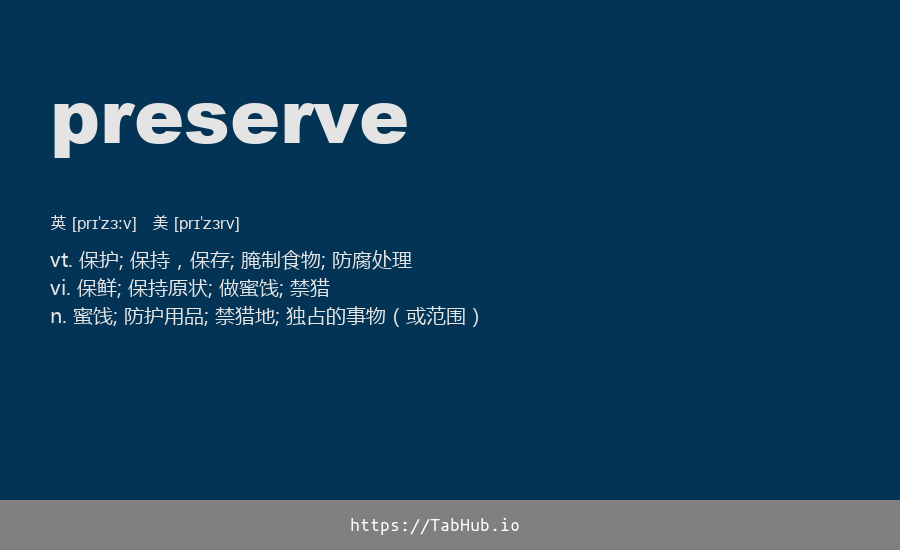 preserve
英 [prɪˈzɜːv] 美 [prɪˈzɜrv]
vt. 保护; 保持，保存; 腌制食物; 防腐处理
vi. 保鲜; 保持原状; 做蜜饯; 禁猎
n. 蜜饯; 防护用品; 禁猎地; 独占的事物（或范围）
https://TabHub.io